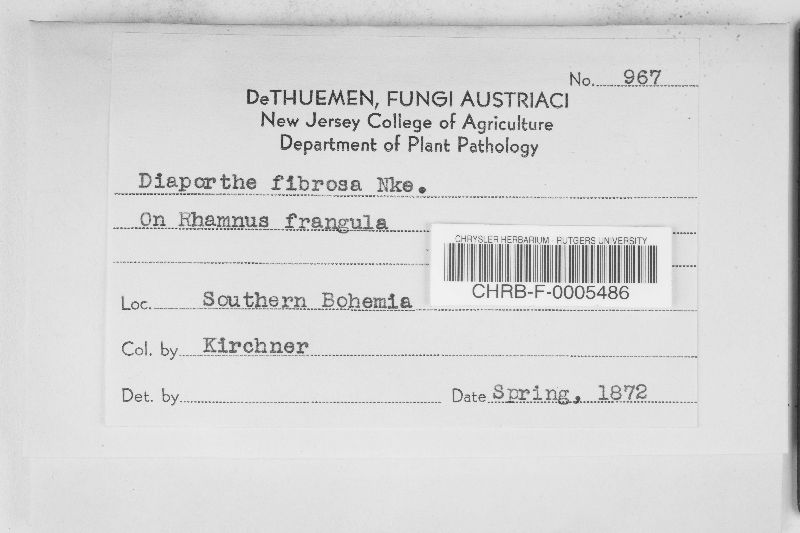 No. 967
DeTHUEMEN, FUNGI AUSTRIACI
New Jersey College of Agriculture
Department of Plant Pathology
Diaporthe fibrosa Nke.
On Rhamnus frangula
CHRYSLER HERBARIUM - RUTGERS UNIVERSITY
CHRB-F-0005486
Loc. Southern Bohemia
Col. by Kirchner
Det. by
Date Spring, 1872